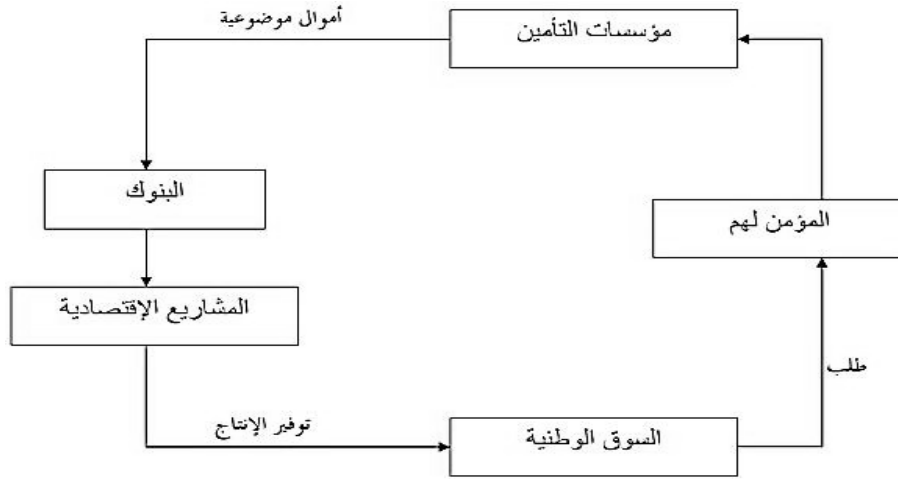 أموال موضوعية
مؤسسات التأمين
البنوك
المؤمن لهم
المشاريع الإقتصادية
طلب
توفير الإنتاج
السوق الوطنية